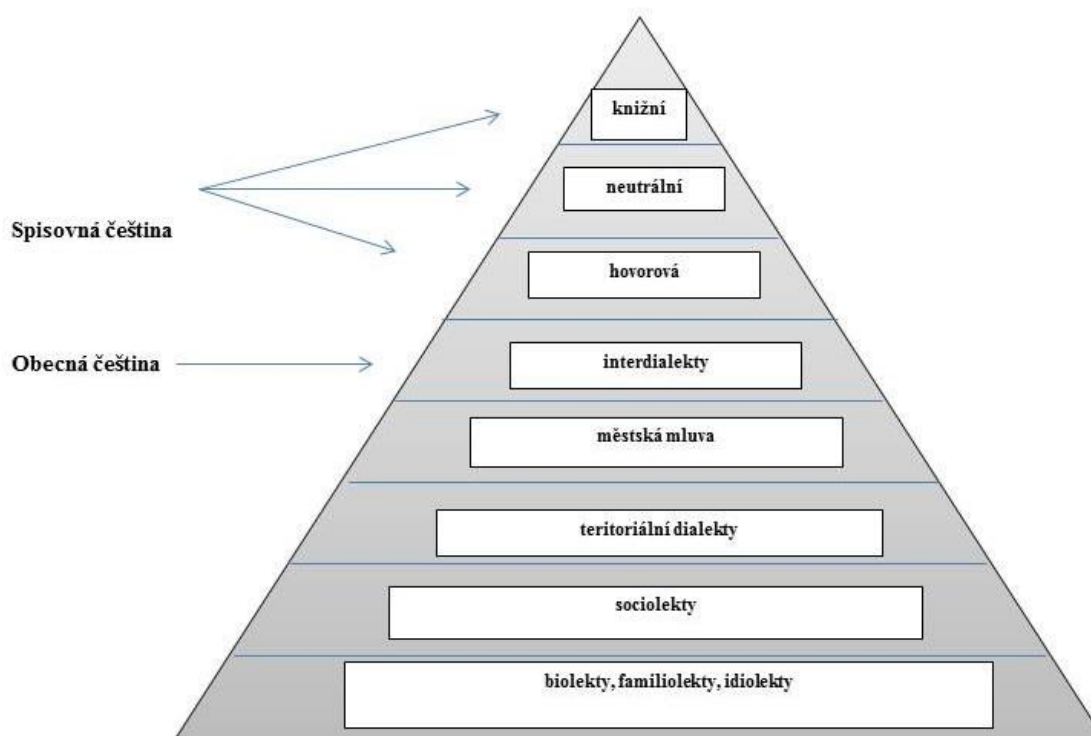 knižní
neutrální
Spisovná čeština
hovorová
Obecná čeština
interdialekty
městská mluva
teritoriální dialekty
sociolekty
biolekty, familiolekty, idiolekty